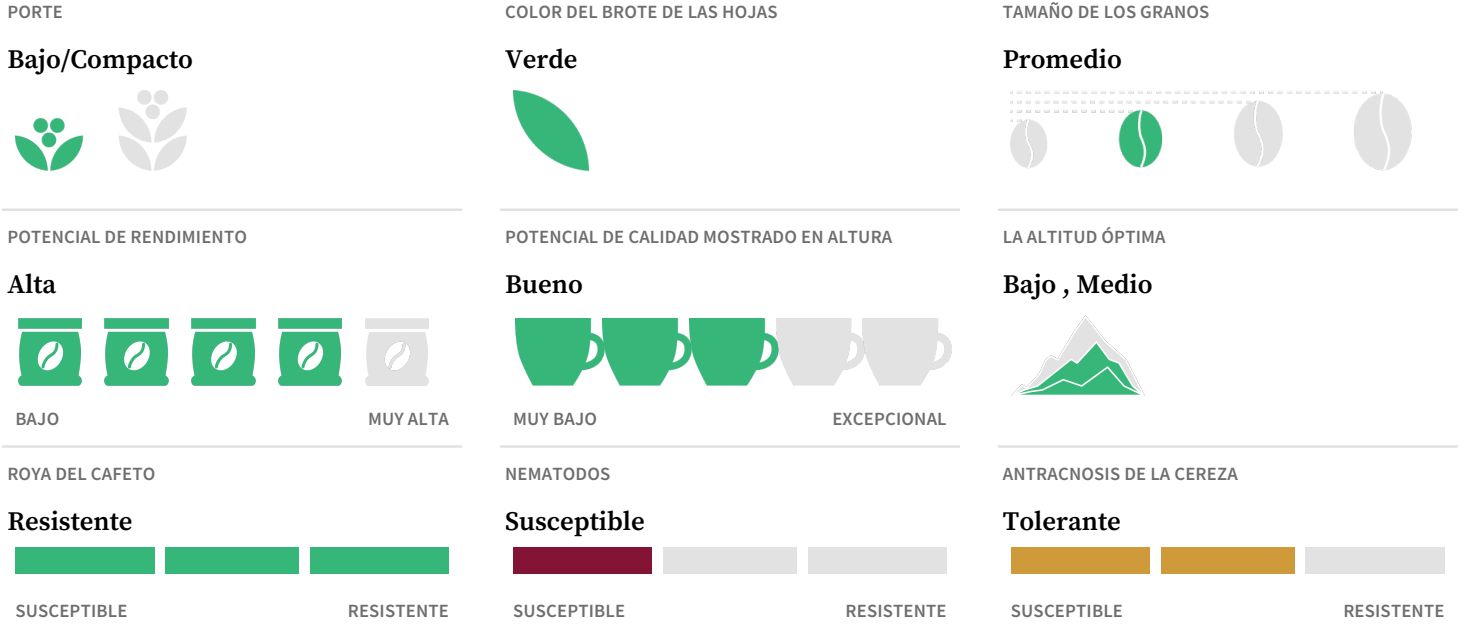 PORTE
Bajo/Compacto
COLOR DEL BROTE DE LAS HOJAS
Verde
TAMAÑO DE LOS GRANOS
Promedio
POTENCIAL DE RENDIMIENTO
Alta
BAJO
MUY ALTA
POTENCIAL DE CALIDAD MOSTRADO EN ALTURA
Bueno
MUY BAJO
EXCEPCIONAL
LA ALTITUD ÓPTIMA
Bajo , Medio
ROYA DEL CAFETO
Resistente
SUSCEPTIBLE
RESISTENTE
NEMATODOS
Susceptible
SUSCEPTIBLE
RESISTENTE
ANTRACNOSIS DE LA CEREZA
Tolerante
SUSCEPTIBLE
RESISTENTE